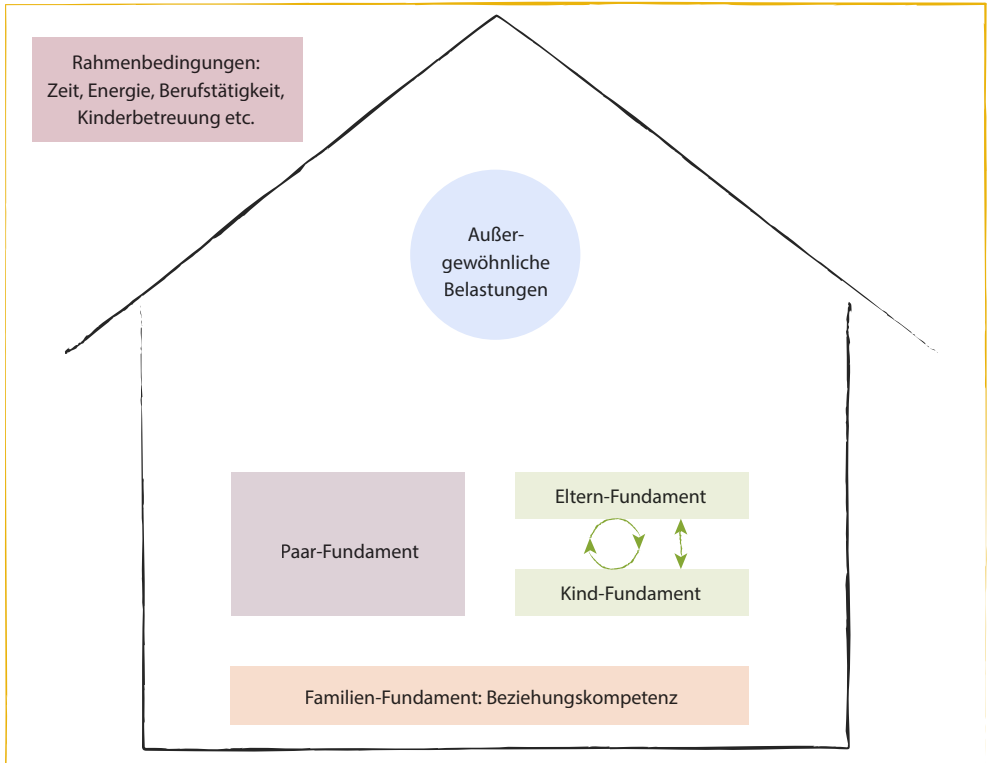 Rahmenbedingungen:
Zeit, Energie, Berufstätigkeit,
Kinderbetreuung etc.
Außer-
gewöhnliche
Belastungen
Paar-Fundament
Eltern-Fundament
Kind-Fundament
Familien-Fundament: Beziehungskompetenz